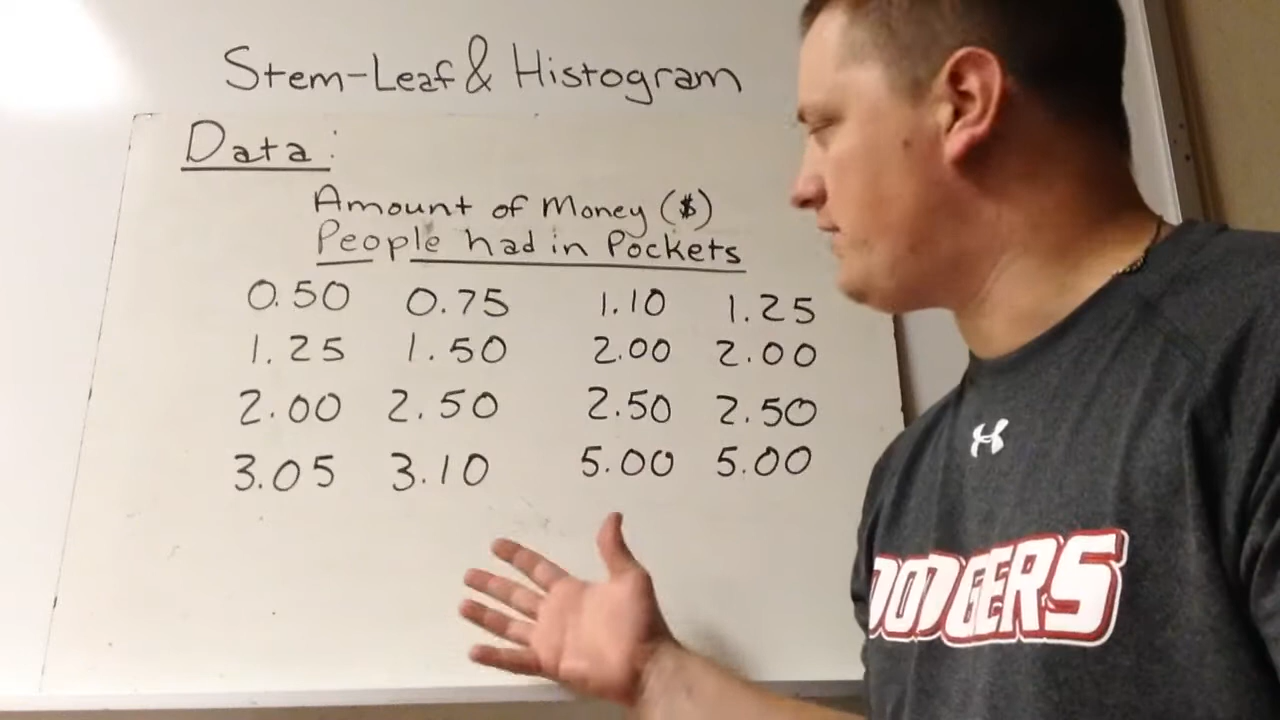 Stem-Leaf & Histogram
Data:
Amount of Money ($)
People had in Pockets
0.50 0.75 1.10 1.25
1.25 1.50 2.00 2.00
2.00 2.50 2.50 2.50
3.05 3.10 5.00 5.00
DODGERS